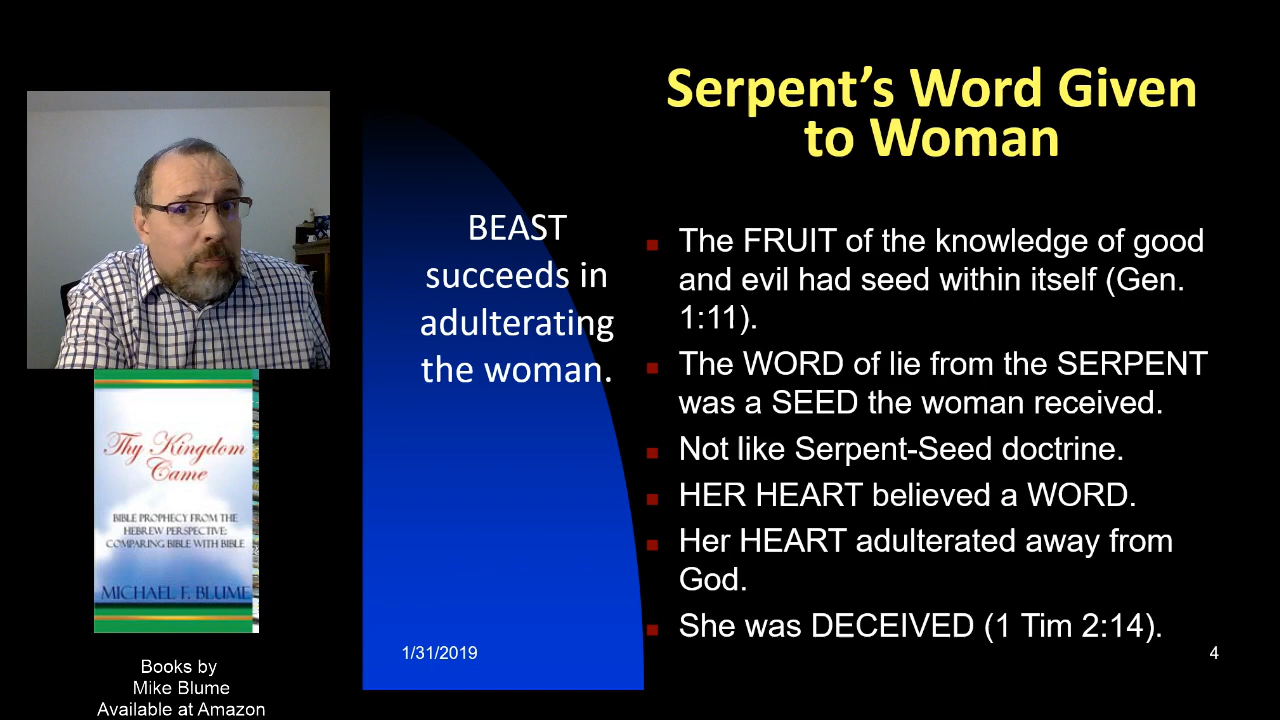 Serpent’s Word Given
to Woman
BEAST
succeeds in
adulterating
the woman.
The FRUIT of the knowledge of good
and evil had seed within itself (Gen.
1:11).
The WORD of lie from the SERPENT
was a SEED the woman received.
Not like Serpent-Seed doctrine.
HER HEART believed a WORD.
Her HEART adulterated away from
God.
She was DECEIVED (1 Tim 2:14).
1/31/2019
4
Thy Kingdom
Came
BIBLE PROPHECY FROM THE
HEBREW PERSPECTIVE;
COMPARING BIBLE WITH BIBLE
MICHAEL F. BLUME
Books by
Mike Blume
Available at Amazon